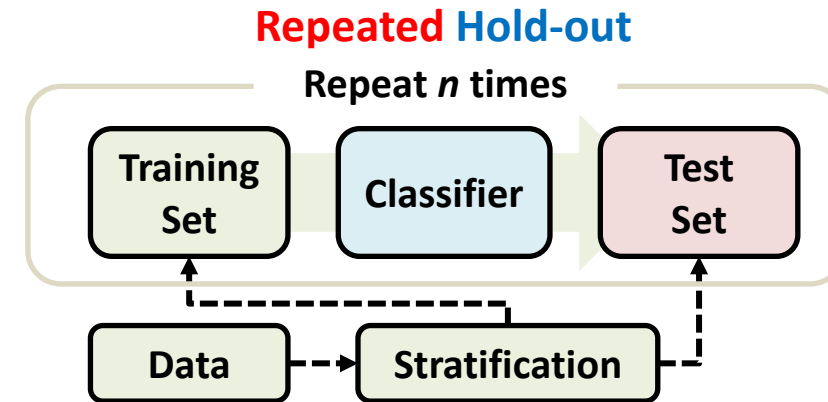 Repeated Hold-out
Repeat n times
Training
Set
Classifier
Test
Set
Data
Stratification